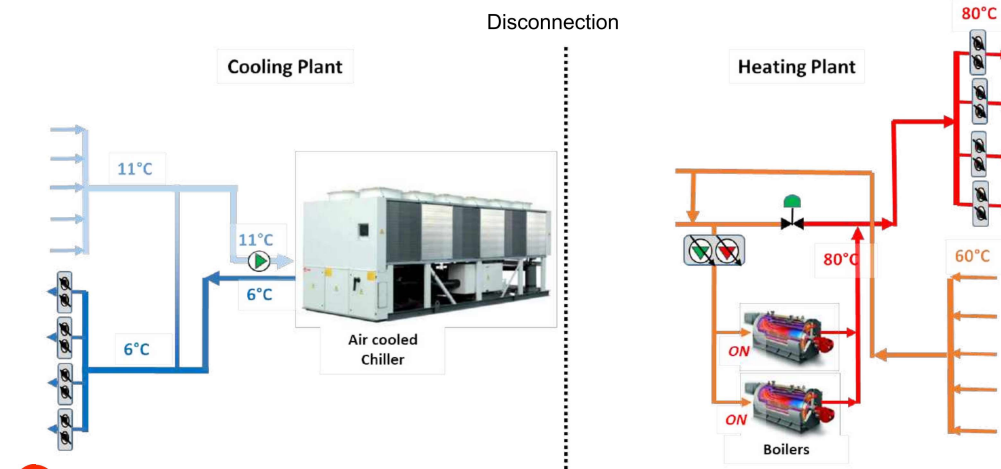 Disconnection
80°C
Cooling Plant
Heating Plant
11°C
11°C
6°C
6°C
Air cooled
Chiller
80°C
60°C
ON
ON
Boilers